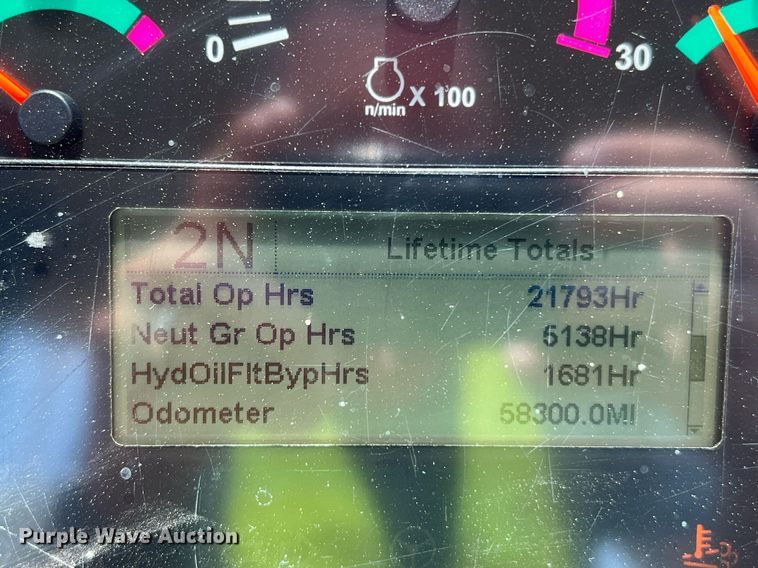 0
30
n/min X 100
2N Lifetime Totals
Total Op Hrs 21793Hr
Neut Gr Op Hrs 5138Hr
HydOilFltBypHrs 1681Hr
Odometer 58300.0MI
Purple Wave Auction